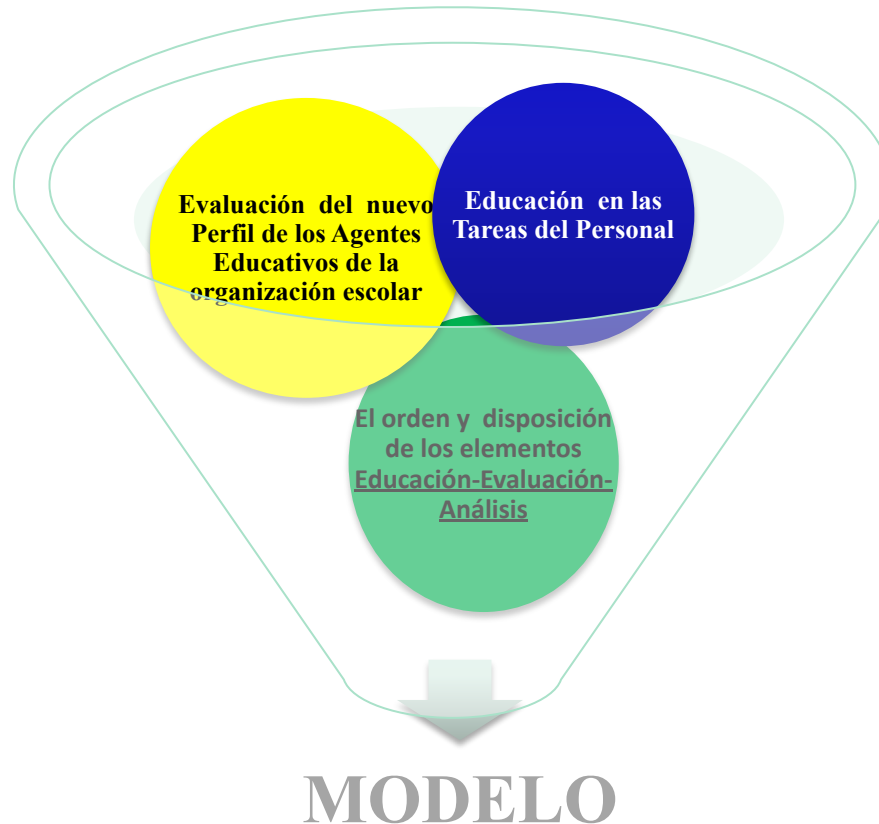 Evaluación del nuevo
Perfil de los Agentes
Educativos de la
organización escolar
Educación en las
Tareas del Personal
El orden y disposición
de los elementos
Educación-Evaluación-
Análisis
MODELO